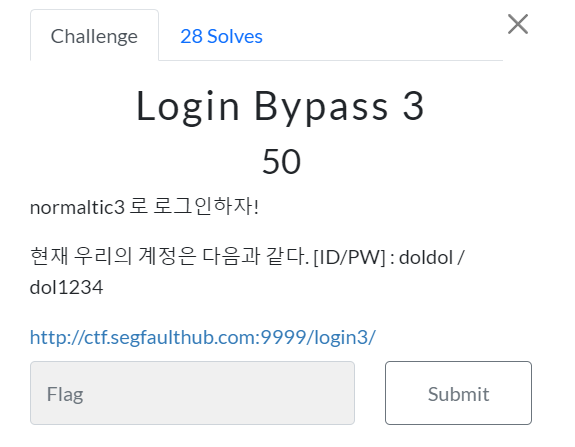 Challenge
28 Solves
Login Bypass 3
50
normaltic3 로 로그인하자!
현재 우리의 계정은 다음과 같다. [ID/PW] : doldol /
dol1234
http://ctf.segfaulthub.com:9999/login3/
Flag
Submit